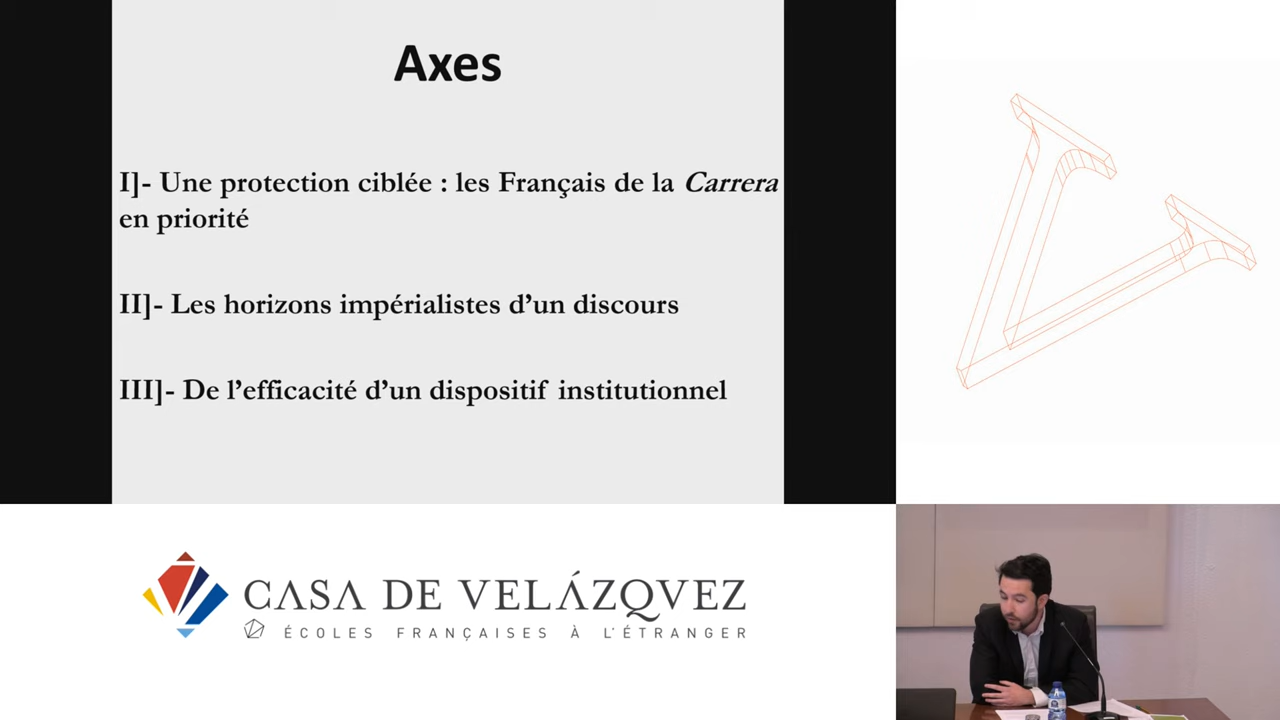 Axes
I]- Une protection ciblée : les Français de la Carrera
en priorité
II]- Les horizons impérialistes d’un discours
III]- De l’efficacité d’un dispositif institutionnel
CASA DE VELÁZQVEZ
ÉCOLES FRANÇAISES À L'ÉTRANGER